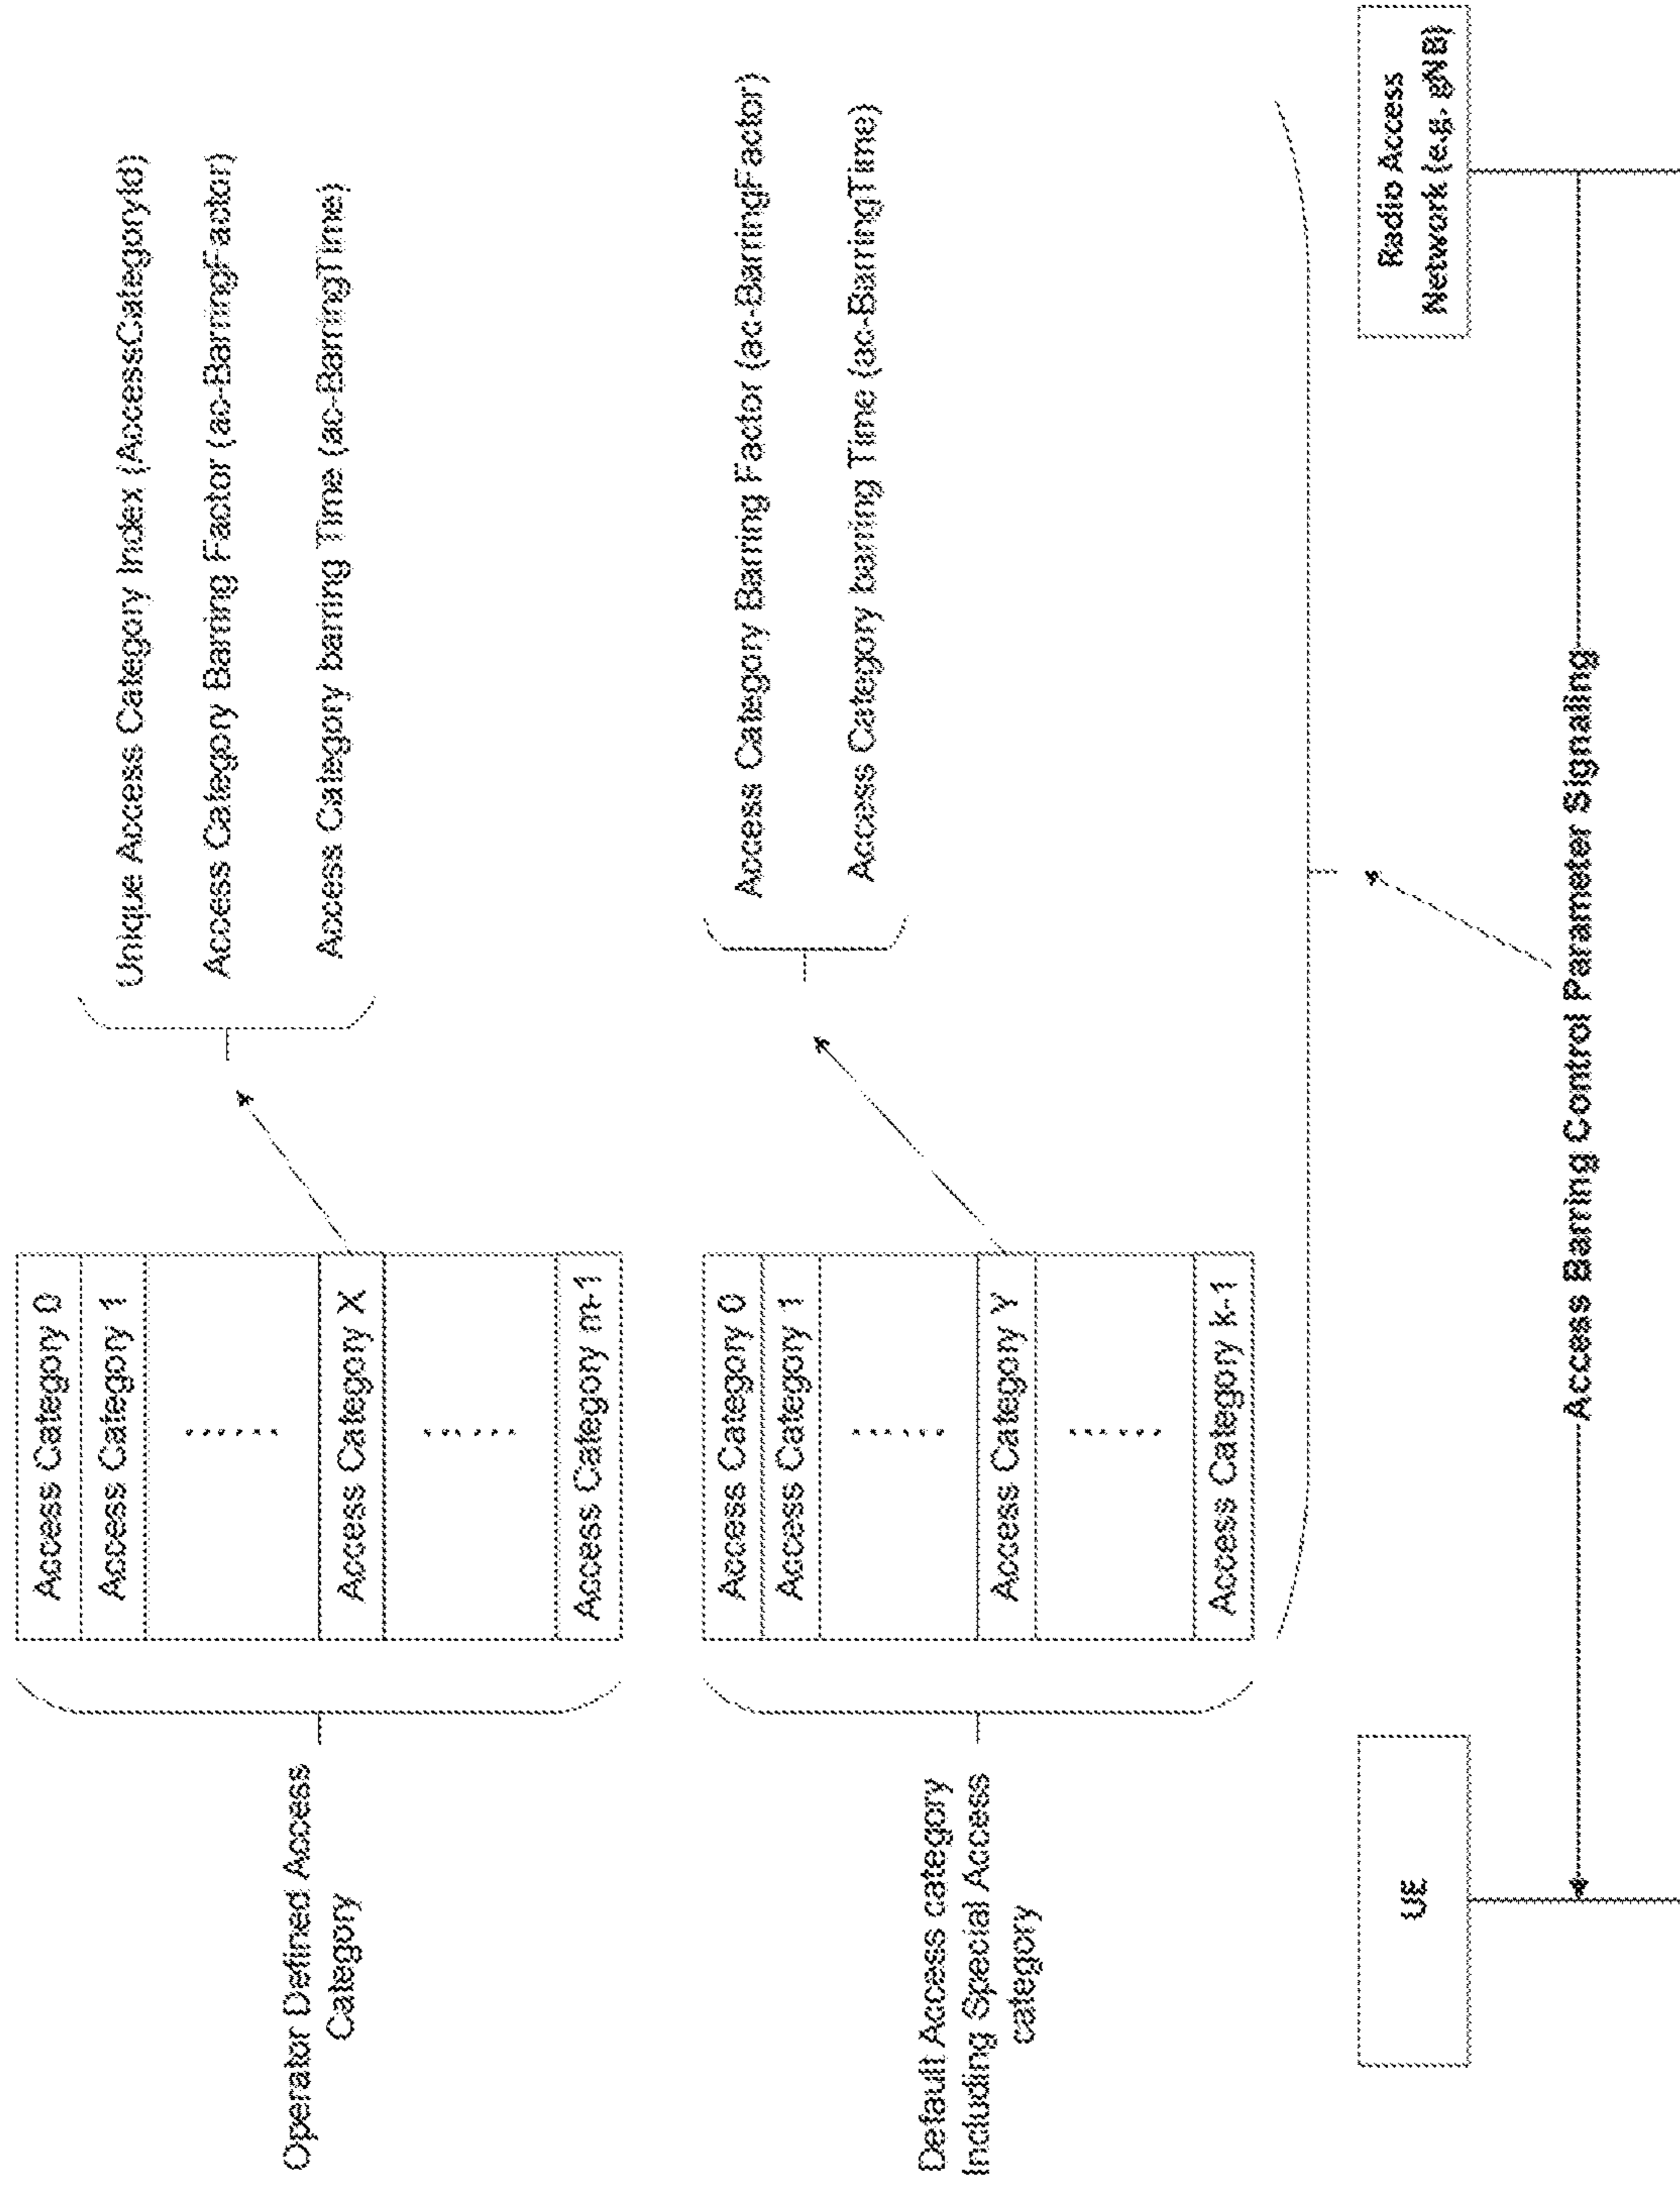 Operator Defined Access
Category
Access Category 0
Access Category 1
......
Access Category X
......
Access Category m-1
Unique Access Category Index (AccessCategoryId)
Access Category Barring Factor (ac-BarringFactor)
Access Category barring Time (ac-BarringTime)
Default Access category
Including Special Access
category
Access Category 0
Access Category 1
......
Access Category Y
......
Access Category K-1
Access Category Barring Factor (ac-BarringFactor)
Access Category barring Time (ac-BarringTime)
UE
Radio Access
Network (e.g. gNB)
Access Barring Control Parameter Signaling